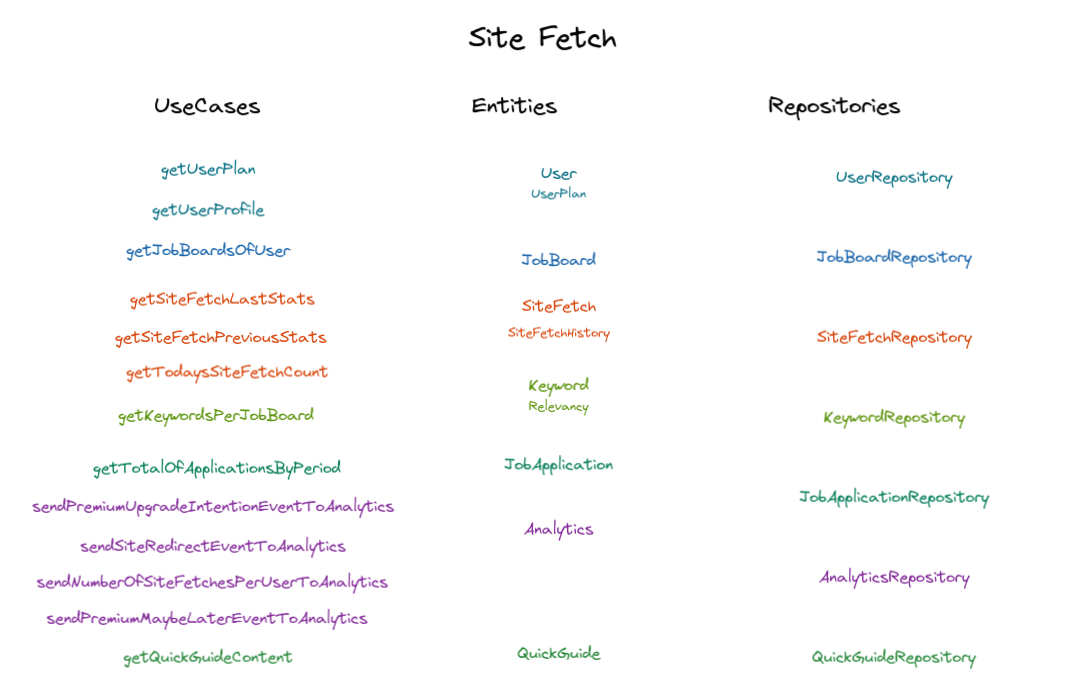 Site Fetch
UseCases
Entities
Repositories
getUserPlan
getUserProfile
getJobBoardsOfUser
getSiteFetchLastStats
getSiteFetchPreviousStats
getTodaysSiteFetchCount
getKeywordsPerJobBoard
getTotalOfApplicationsByPeriod
sendPremiumUpgradeIntentionEventToAnalytics
sendSiteRedirectEventToAnalytics
sendNumberOfSiteFetchesPerUserToAnalytics
sendPremiumMaybeLaterEventToAnalytics
getQuickGuideContent
User
UserPlan
JobBoard
SiteFetch
SiteFetchHistory
Keyword
Relevancy
JobApplication
Analytics
QuickGuide
UserRepository
JobBoardRepository
SiteFetchRepository
KeywordRepository
JobApplicationRepository
AnalyticsRepository
QuickGuideRepository